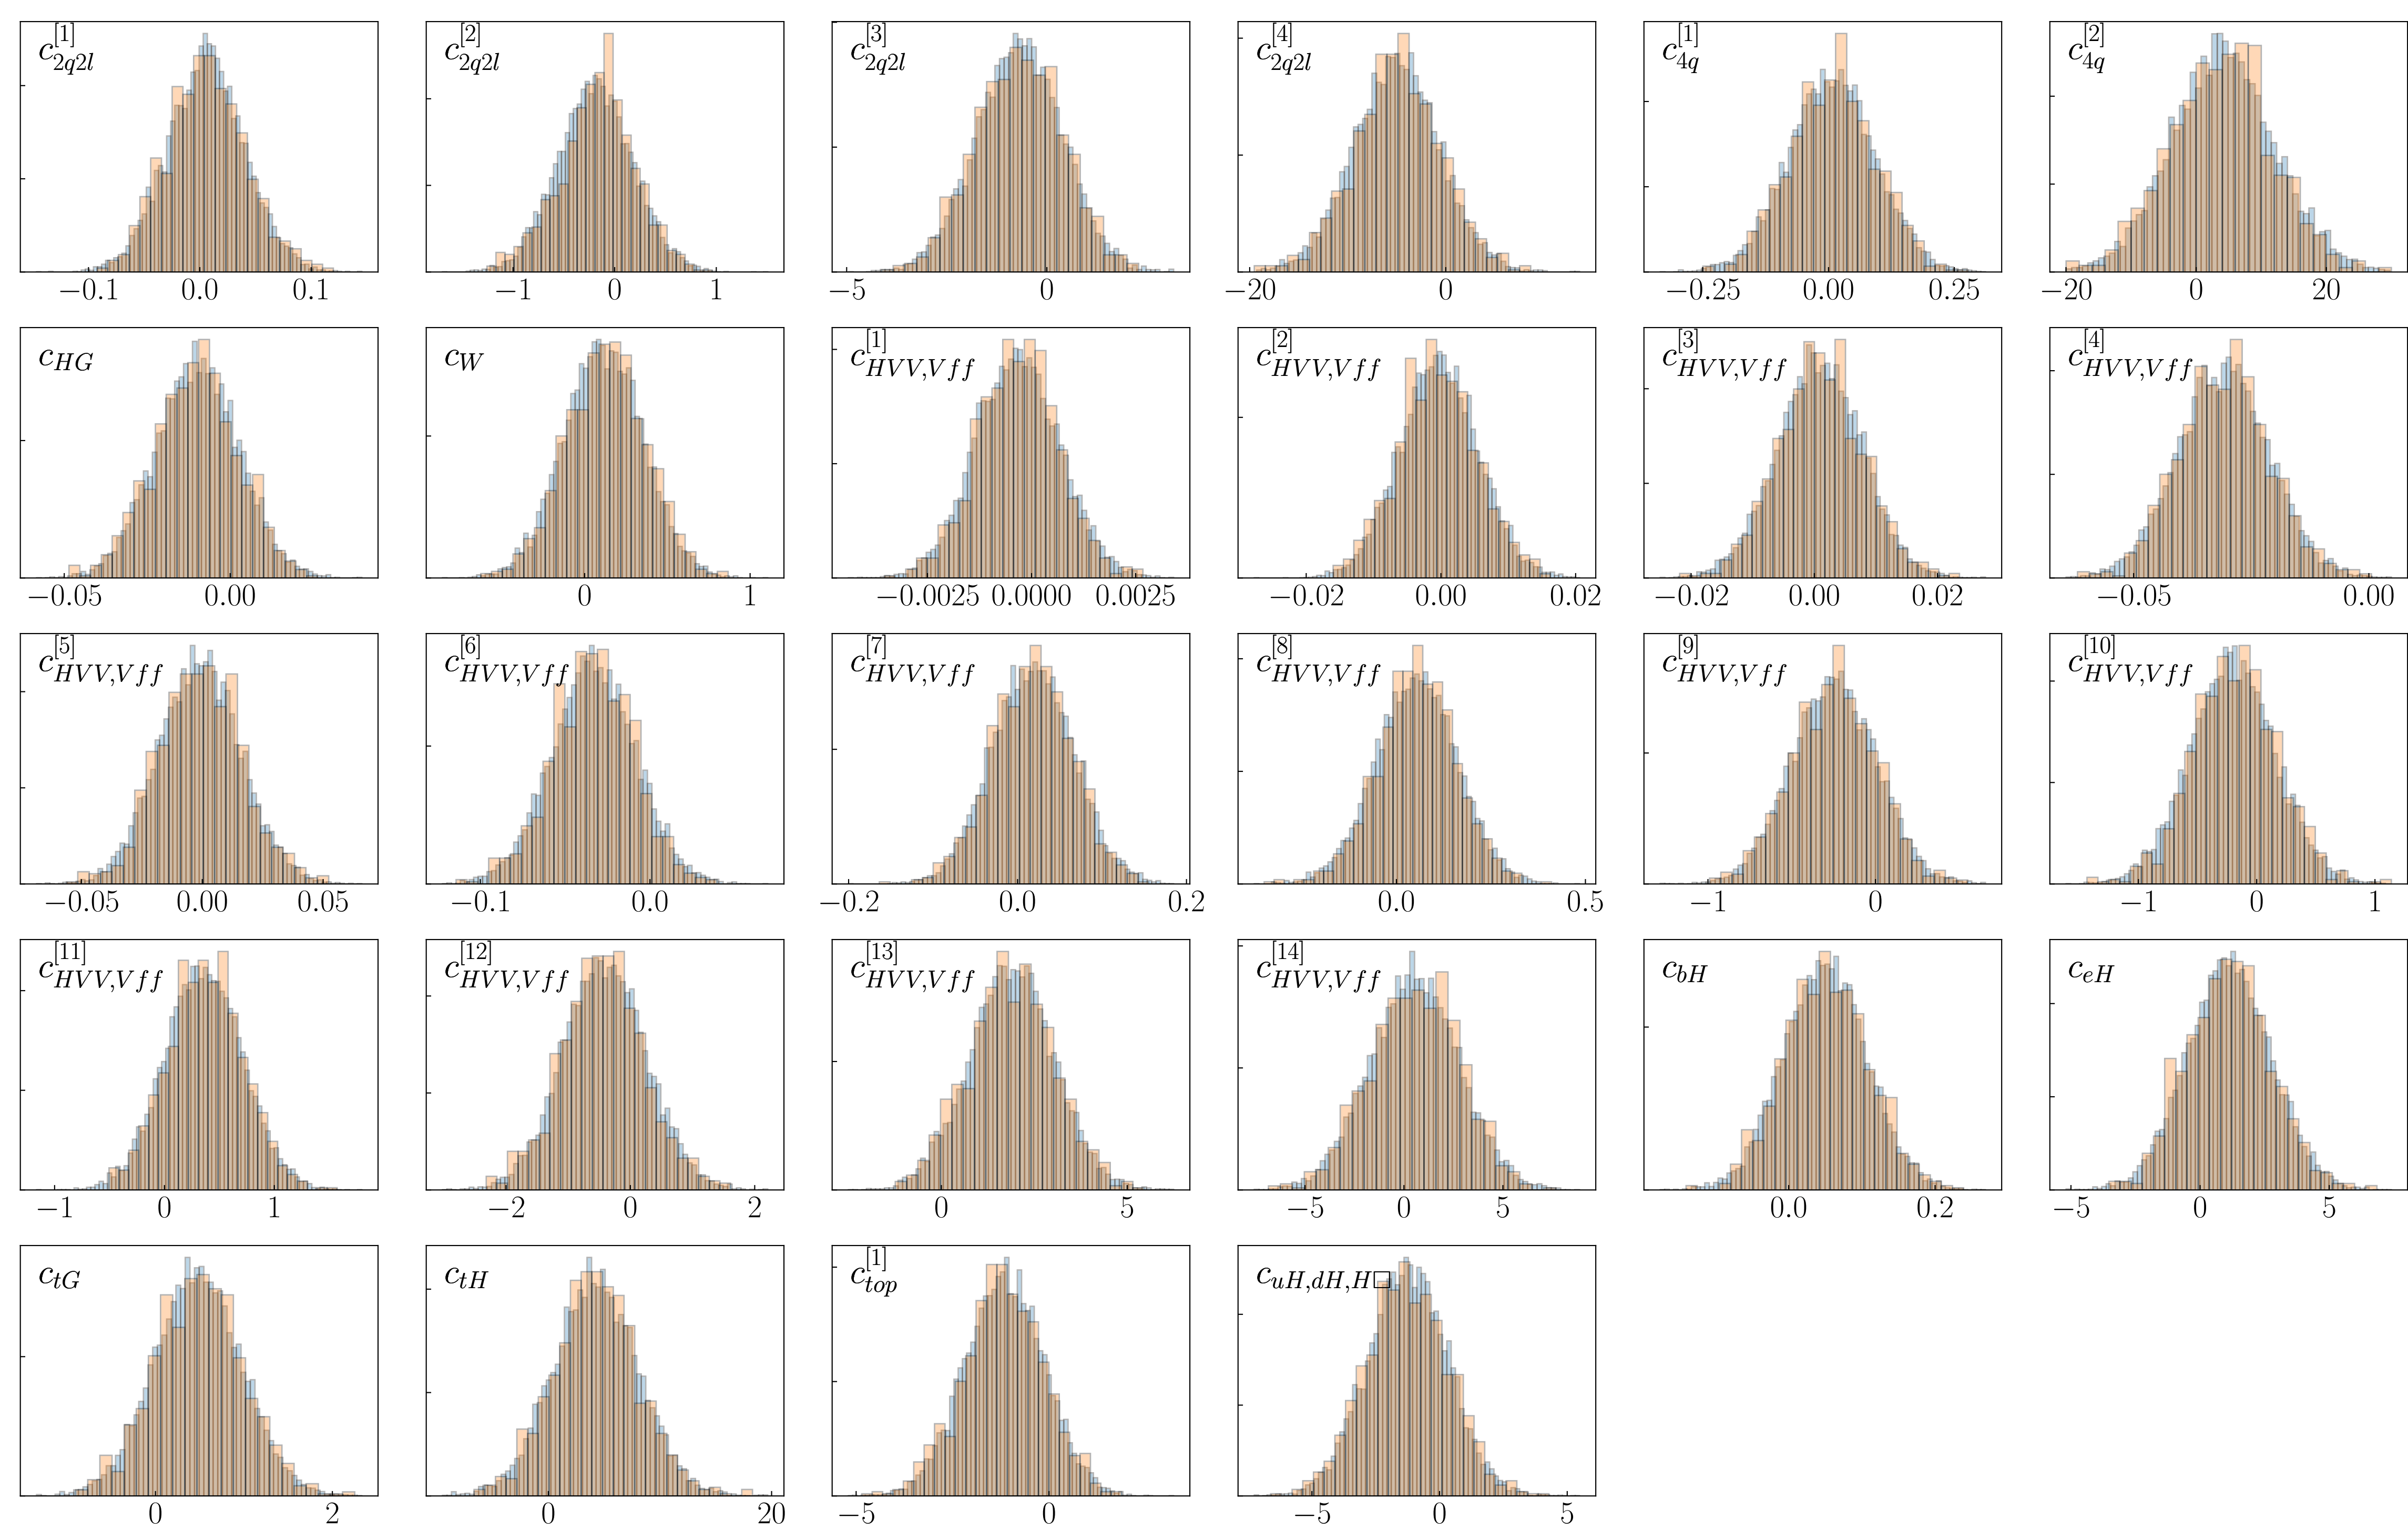 c_{2q2l}^{[1]} c_{2q2l}^{[2]} c_{2q2l}^{[3]} c_{2q2l}^{[4]} c_{4q}^{[1]} c_{4q}^{[2]}
−0.1 0.0 0.1 −1 0 1 −5 0 −20 0 −0.25 0.00 0.25 −20 0 20
c_{HG} c_{W} c_{HVV,Vff}^{[1]} c_{HVV,Vff}^{[2]} c_{HVV,Vff}^{[3]} c_{HVV,Vff}^{[4]}
−0.05 0.00 0 1 −0.0025 0.0000 0.0025 −0.02 0.00 0.02 −0.02 0.00 0.02 −0.05 0.00
c_{HVV,Vff}^{[5]} c_{HVV,Vff}^{[6]} c_{HVV,Vff}^{[7]} c_{HVV,Vff}^{[8]} c_{HVV,Vff}^{[9]} c_{HVV,Vff}^{[10]}
−0.05 0.00 0.05 −0.1 0.0 −0.2 0.0 0.2 0.0 0.5 −1 0 −1 0 1
c_{HVV,Vff}^{[11]} c_{HVV,Vff}^{[12]} c_{HVV,Vff}^{[13]} c_{HVV,Vff}^{[14]} c_{bH} c_{eH}
−1 0 1 −2 0 2 0 5 −5 0 5 0.0 0.2 −5 0 5
c_{tG} c_{tH} c_{top}^{[1]} c_{uH,dH,H□}
0 2 0 20 −5 0 −5 0 5